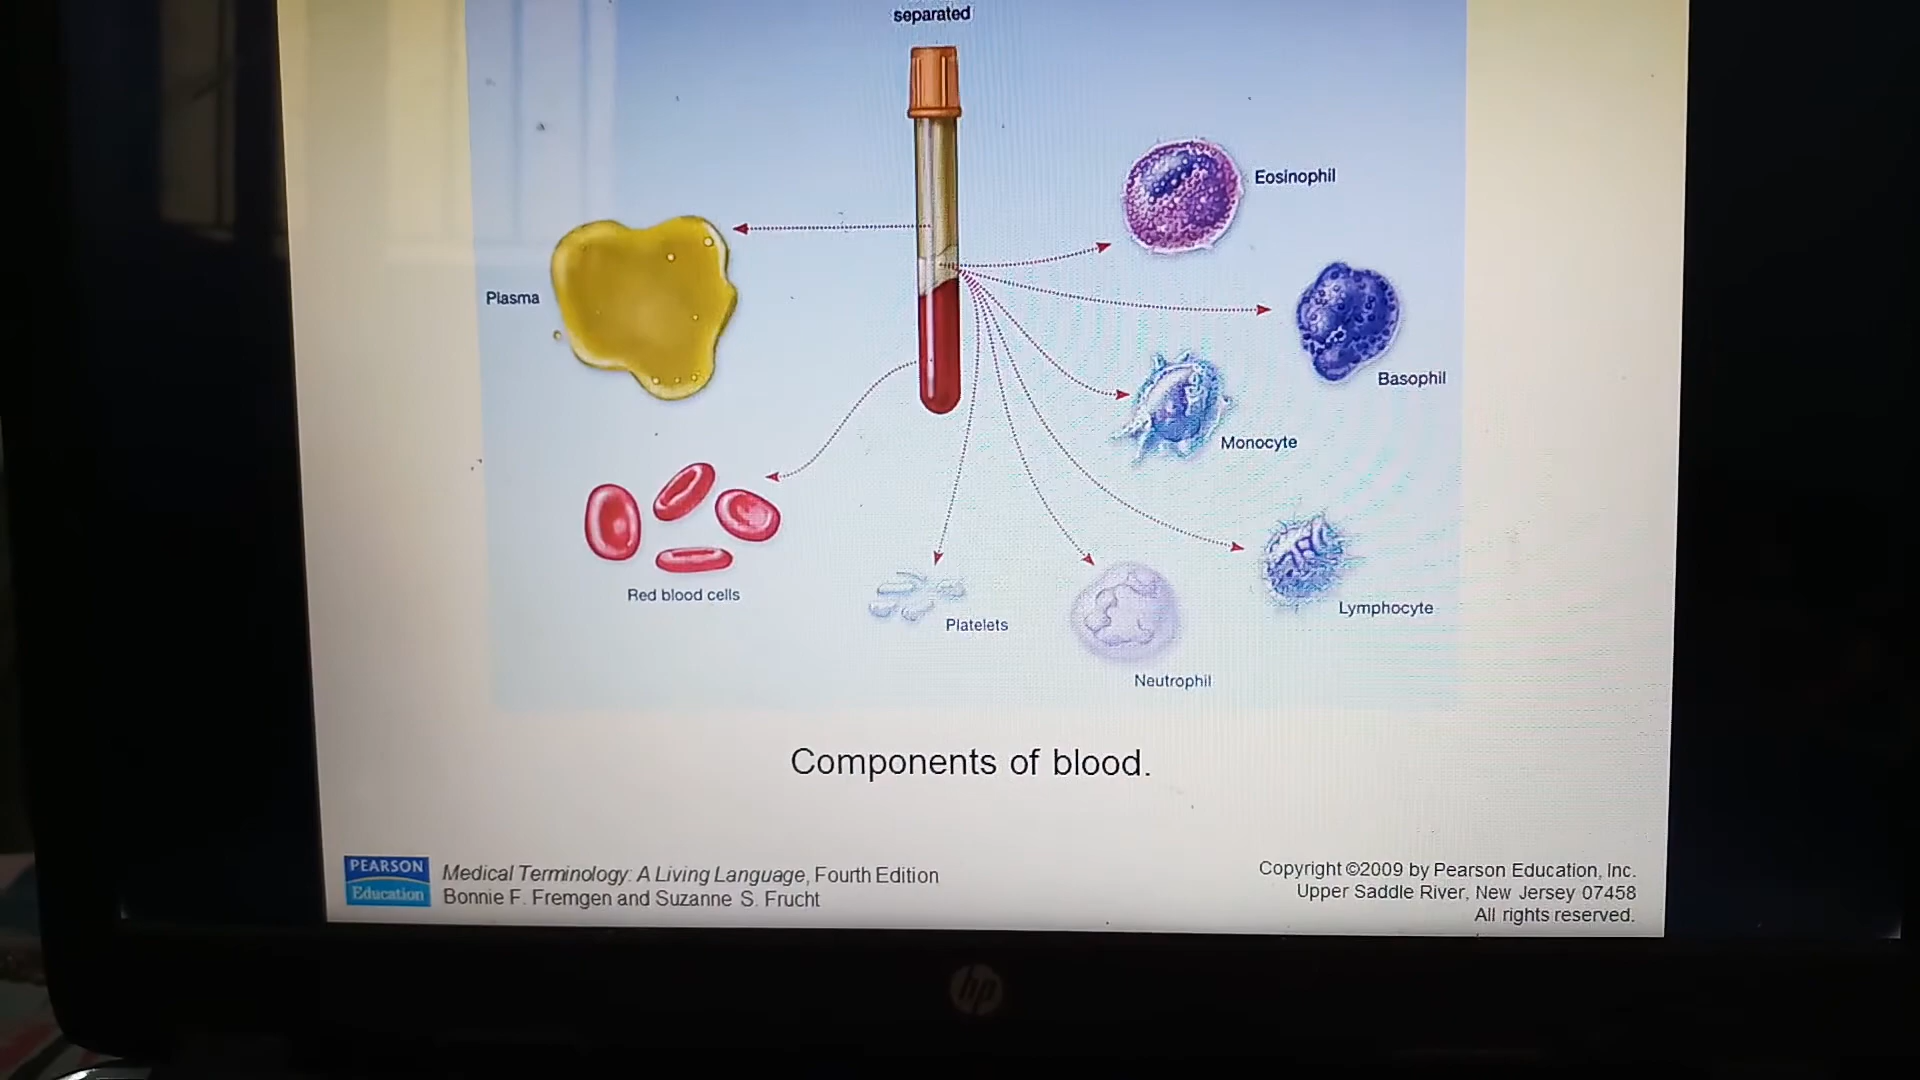 separated
Eosinophil
Plasma
Basophil
Monocyte
Red blood cells
Lymphocyte
Platelets
Neutrophil
Components of blood.
PEARSON
Education
Medical Terminology: A Living Language, Fourth Edition
Bonnie F. Fremgen and Suzanne S. Frucht
Copyright ©2009 by Pearson Education, Inc.
Upper Saddle River, New Jersey 07458
All rights reserved.
hp